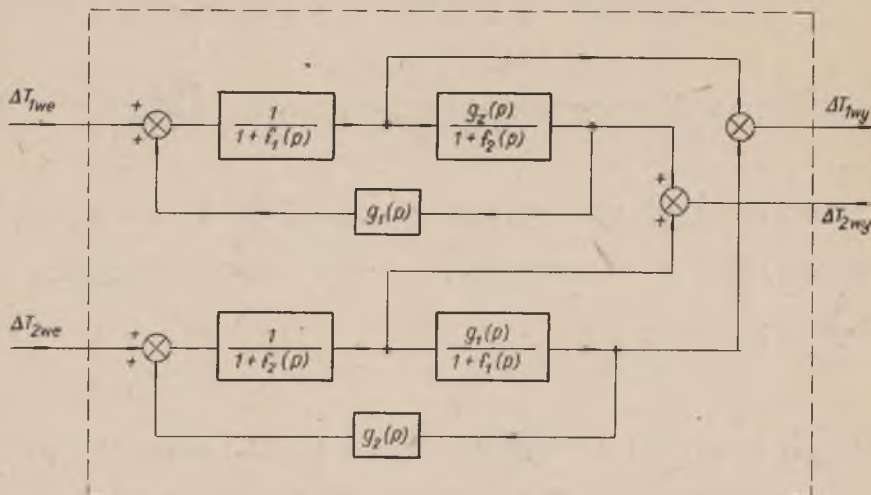 ΔT1we
+
+
1
1 + f1(p)
g2(p)
1 + f2(p)
ΔT1wy
g1(p)
+
+
ΔT2wy
ΔT2we
+
+
1
1 + f2(p)
g1(p)
1 + f1(p)
g2(p)